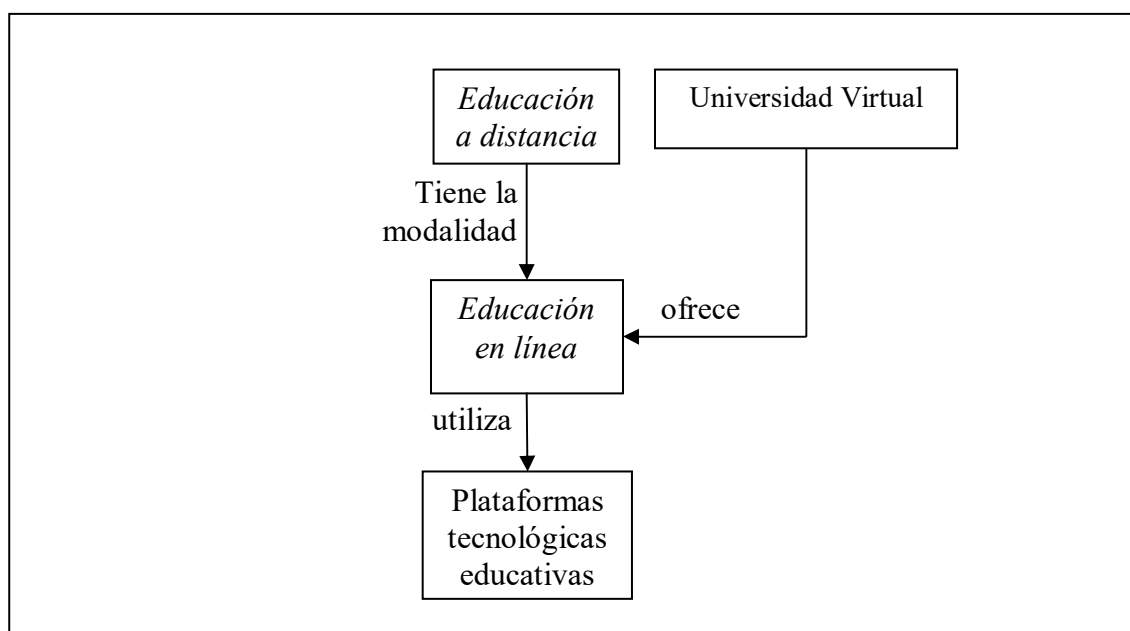 Educación
a distancia
Universidad Virtual
Tiene la
modalidad
Educación
en línea
ofrece
utiliza
Plataformas
tecnológicas
educativas